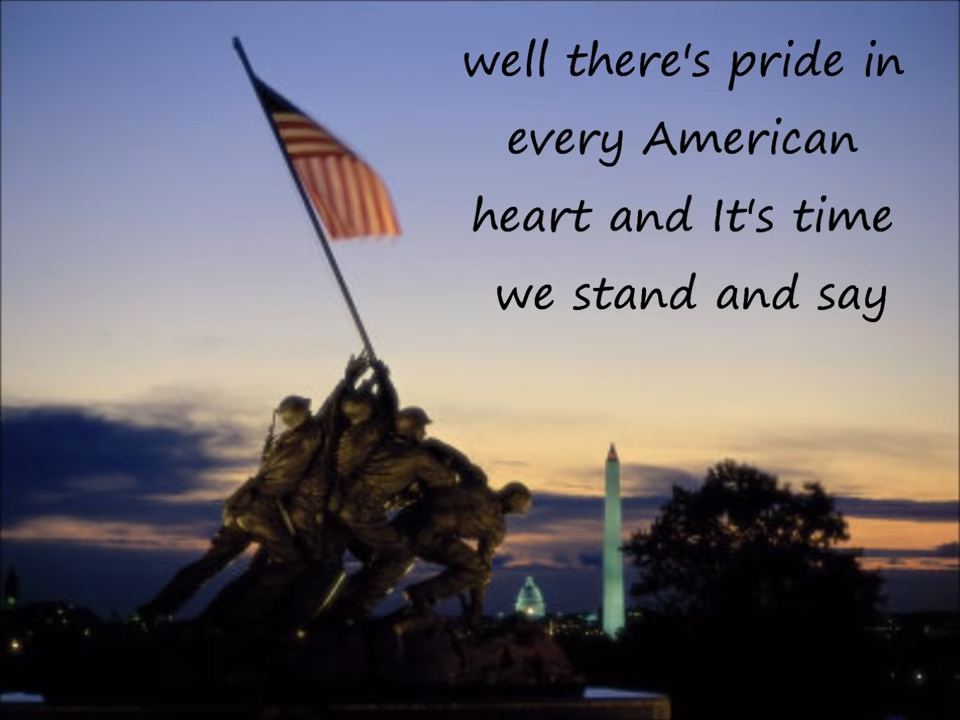 well there's pride in
every American
heart and It's time
we stand and say